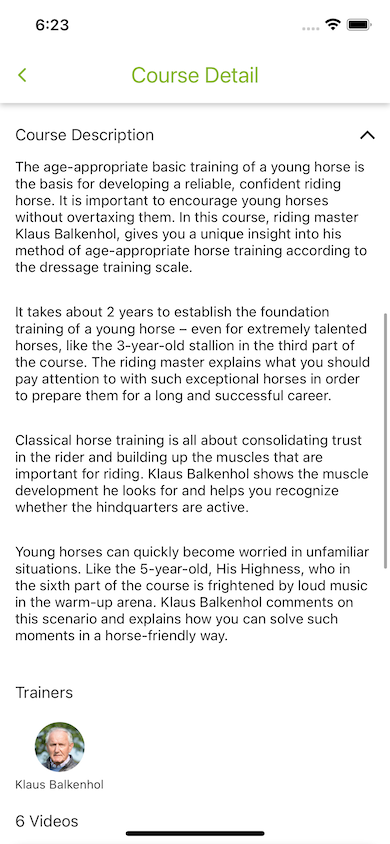 6:23
Course Detail
Course Description
The age-appropriate basic training of a young horse is
the basis for developing a reliable, confident riding
horse. It is important to encourage young horses
without overtaxing them. In this course, riding master
Klaus Balkenhol, gives you a unique insight into his
method of age-appropriate horse training according to
the dressage training scale.
It takes about 2 years to establish the foundation
training of a young horse – even for extremely talented
horses, like the 3-year-old stallion in the third part of
the course. The riding master explains what you should
pay attention to with such exceptional horses in order
to prepare them for a long and successful career.
Classical horse training is all about consolidating trust
in the rider and building up the muscles that are
important for riding. Klaus Balkenhol shows the muscle
development he looks for and helps you recognize
whether the hindquarters are active.
Young horses can quickly become worried in unfamiliar
situations. Like the 5-year-old, His Highness, who in
the sixth part of the course is frightened by loud music
in the warm-up arena. Klaus Balkenhol comments on
this scenario and explains how you can solve such
moments in a horse-friendly way.
Trainers
Klaus Balkenhol
6 Videos